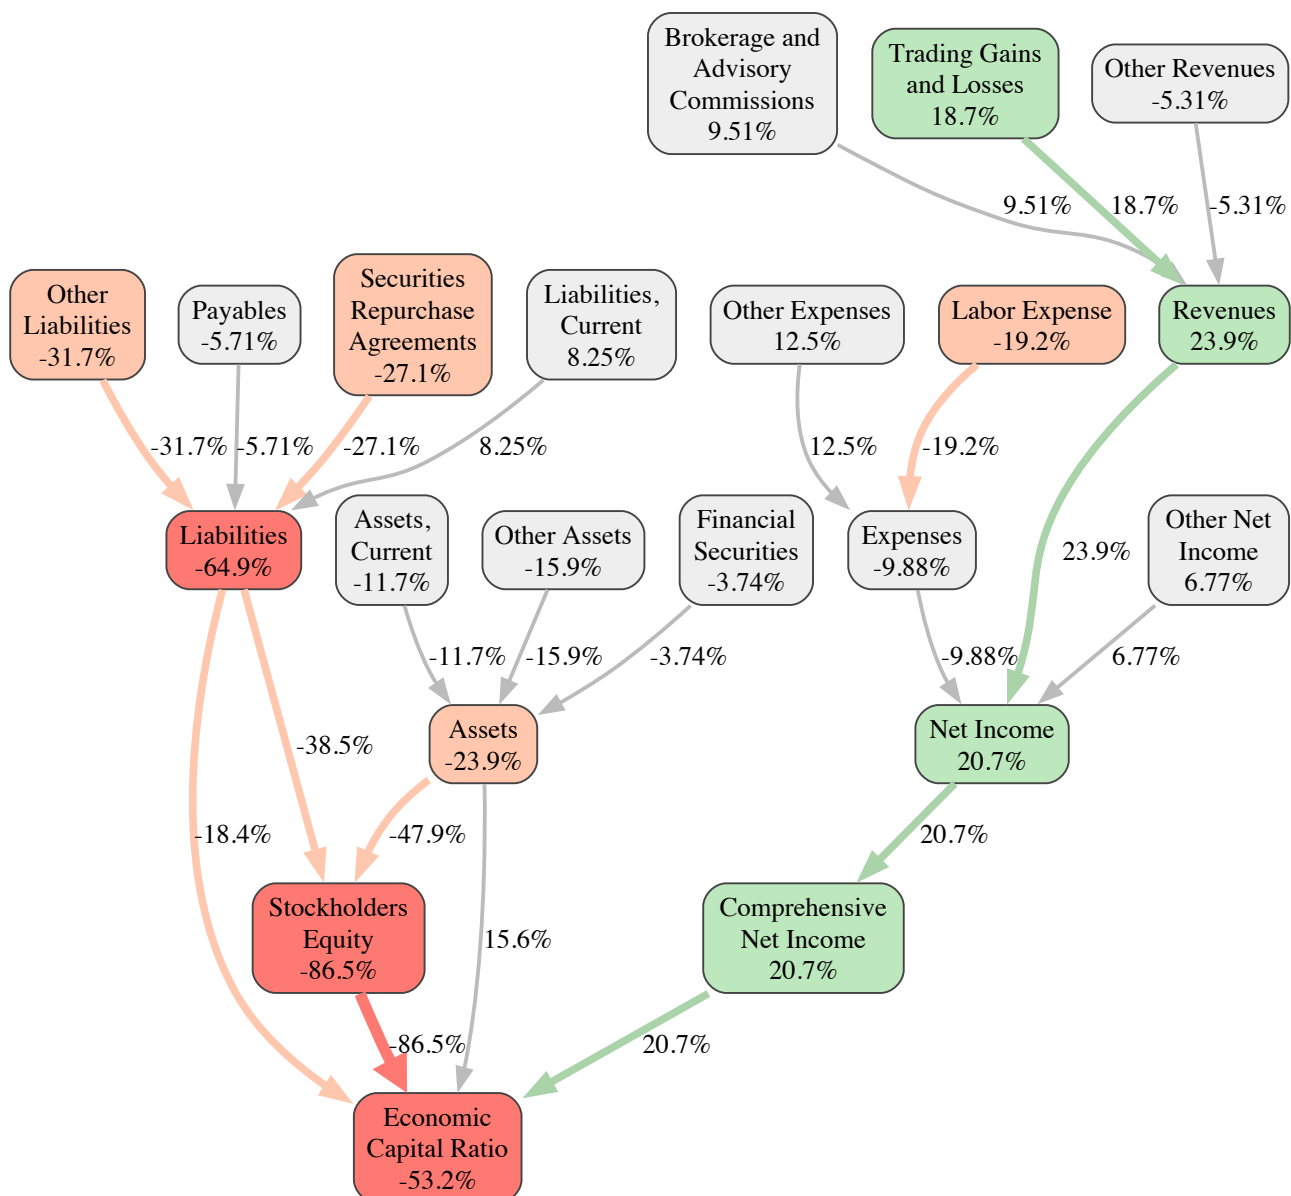 Brokerage and
Advisory
Commissions
9.51%
Trading Gains
and Losses
18.7%
Other Revenues
-5.31%
9.51%
18.7%
-5.31%
Other
Liabilities
-31.7%
Payables
-5.71%
Securities
Repurchase
Agreements
-27.1%
Liabilities,
Current
8.25%
Other Expenses
12.5%
Labor Expense
-19.2%
Revenues
23.9%
-31.7%
-5.71%
-27.1%
8.25%
12.5%
-19.2%
Liabilities
-64.9%
Assets,
Current
-11.7%
Other Assets
-15.9%
Financial
Securities
-3.74%
Expenses
-9.88%
23.9%
Other Net
Income
6.77%
-11.7%
-15.9%
-3.74%
-9.88%
6.77%
Assets
-23.9%
Net Income
20.7%
-38.5%
-18.4%
-47.9%
20.7%
Stockholders
Equity
-86.5%
15.6%
Comprehensive
Net Income
20.7%
-86.5%
20.7%
Economic
Capital Ratio
-53.2%